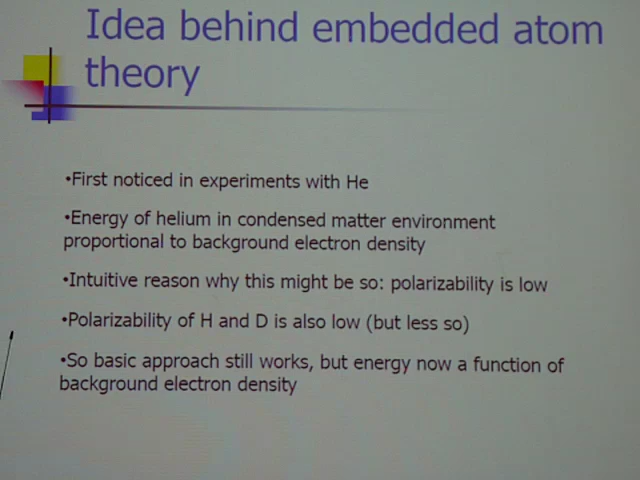 Idea behind embedded atom
theory
•First noticed in experiments with He
•Energy of helium in condensed matter environment
proportional to background electron density
•Intuitive reason why this might be so: polarizability is low
•Polarizability of H and D is also low (but less so)
•So basic approach still works, but energy now a function of
background electron density